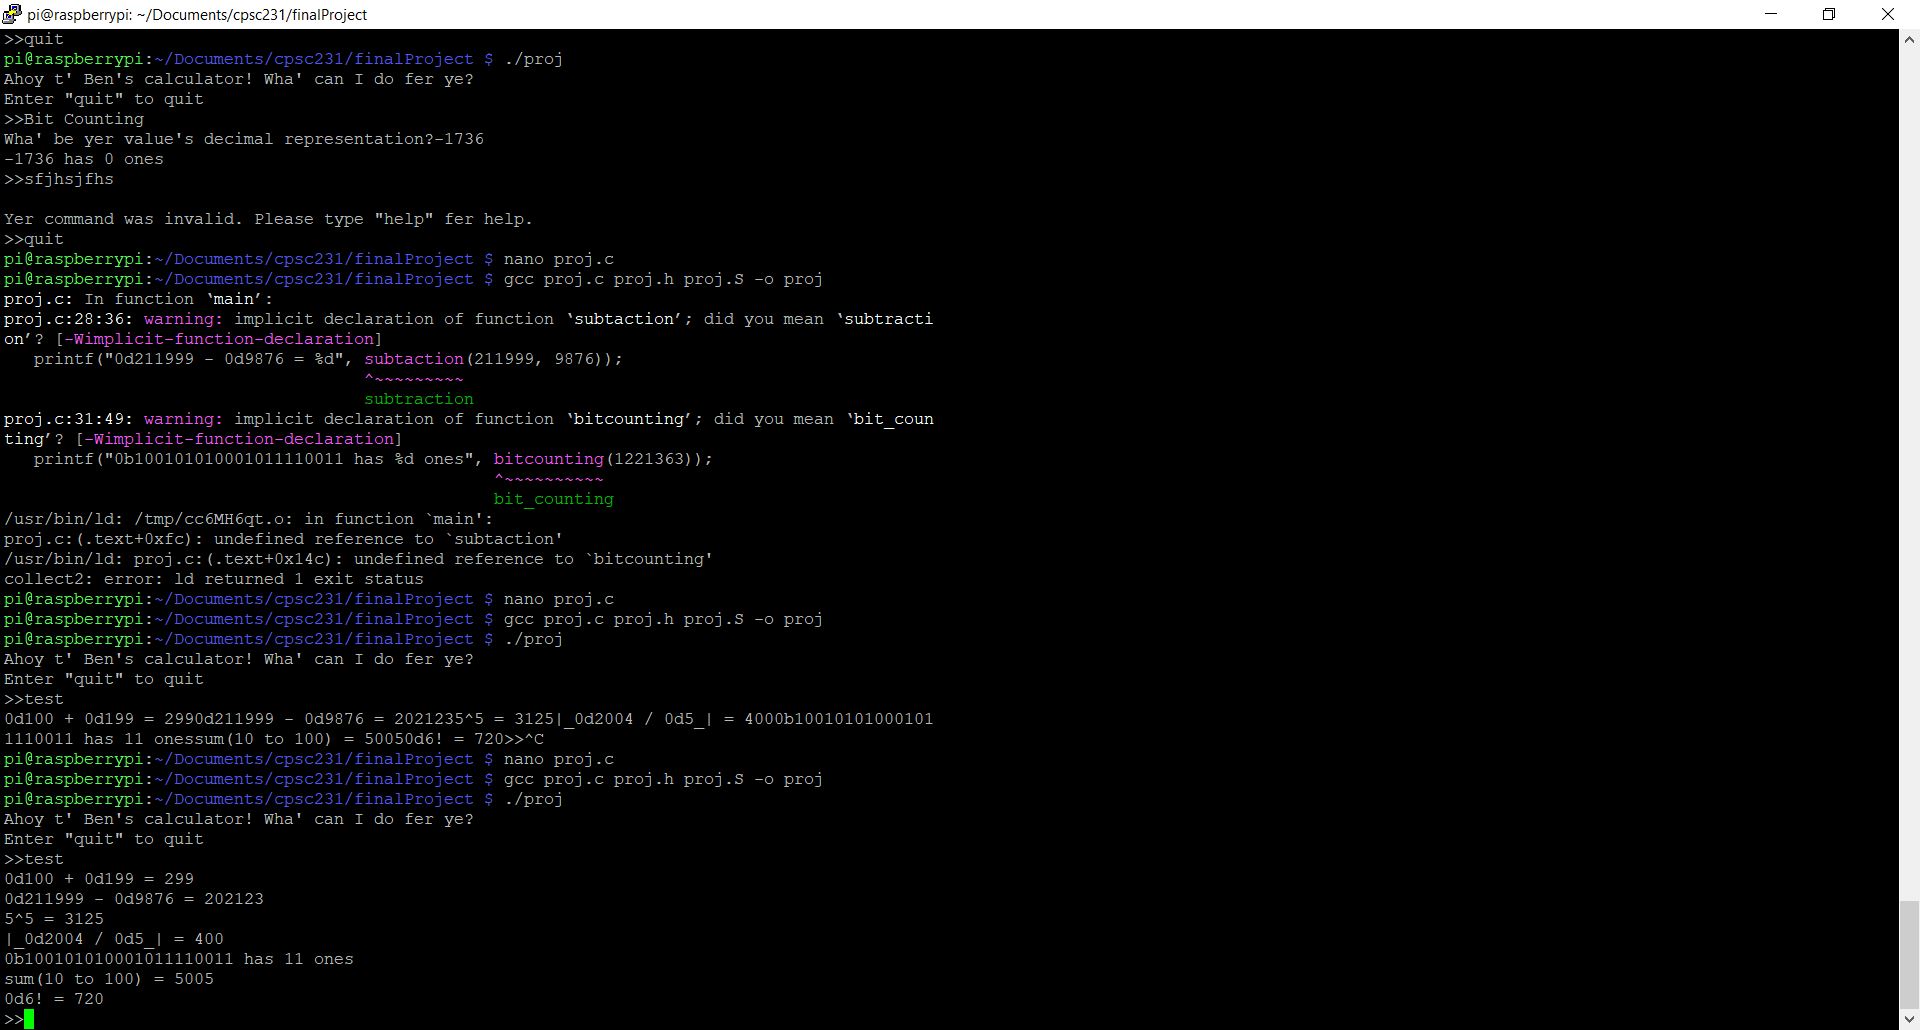 pi@raspberrypi: ~/Documents/cpsc231/finalProject
>>quit
pi@raspberrypi:~/Documents/cpsc231/finalProject $ ./proj
Ahoy t' Ben's calculator! Wha' can I do fer ye?
Enter "quit" to quit
>>Bit Counting
Wha' be yer value's decimal representation?-1736
-1736 has 0 ones
>>sfjhsjfhs
Yer command was invalid. Please type "help" fer help.
>>quit
pi@raspberrypi:~/Documents/cpsc231/finalProject $ nano proj.c
pi@raspberrypi:~/Documents/cpsc231/finalProject $ gcc proj.c proj.h proj.S -o proj
proj.c: In function ‘main’:
proj.c:28:36: warning: implicit declaration of function ‘subtaction’; did you mean ‘subtracti
on’? [-Wimplicit-function-declaration]
   printf("0d211999 - 0d9876 = %d", subtaction(211999, 9876));
                                    ^~~~~~~~~~
                                    subtraction
proj.c:31:49: warning: implicit declaration of function ‘bitcounting’; did you mean ‘bit_coun
ting’? [-Wimplicit-function-declaration]
   printf("0b100101010001011110011 has %d ones", bitcounting(1221363));
                                                 ^~~~~~~~~~~
                                                 bit_counting
/usr/bin/ld: /tmp/cc6MH6qt.o: in function `main':
proj.c:(.text+0xfc): undefined reference to `subtaction'
/usr/bin/ld: proj.c:(.text+0x14c): undefined reference to `bitcounting'
collect2: error: ld returned 1 exit status
pi@raspberrypi:~/Documents/cpsc231/finalProject $ nano proj.c
pi@raspberrypi:~/Documents/cpsc231/finalProject $ gcc proj.c proj.h proj.S -o proj
pi@raspberrypi:~/Documents/cpsc231/finalProject $ ./proj
Ahoy t' Ben's calculator! Wha' can I do fer ye?
Enter "quit" to quit
>>test
0d100 + 0d199 = 2990d211999 - 0d9876 = 2021235^5 = 3125|_0d2004 / 0d5_| = 4000b10010101000101
1110011 has 11 onessum(10 to 100) = 50050d6! = 720>>^C
pi@raspberrypi:~/Documents/cpsc231/finalProject $ nano proj.c
pi@raspberrypi:~/Documents/cpsc231/finalProject $ gcc proj.c proj.h proj.S -o proj
pi@raspberrypi:~/Documents/cpsc231/finalProject $ ./proj
Ahoy t' Ben's calculator! Wha' can I do fer ye?
Enter "quit" to quit
>>test
0d100 + 0d199 = 299
0d211999 - 0d9876 = 202123
5^5 = 3125
|_0d2004 / 0d5_| = 400
0b100101010001011110011 has 11 ones
sum(10 to 100) = 5005
0d6! = 720
>>